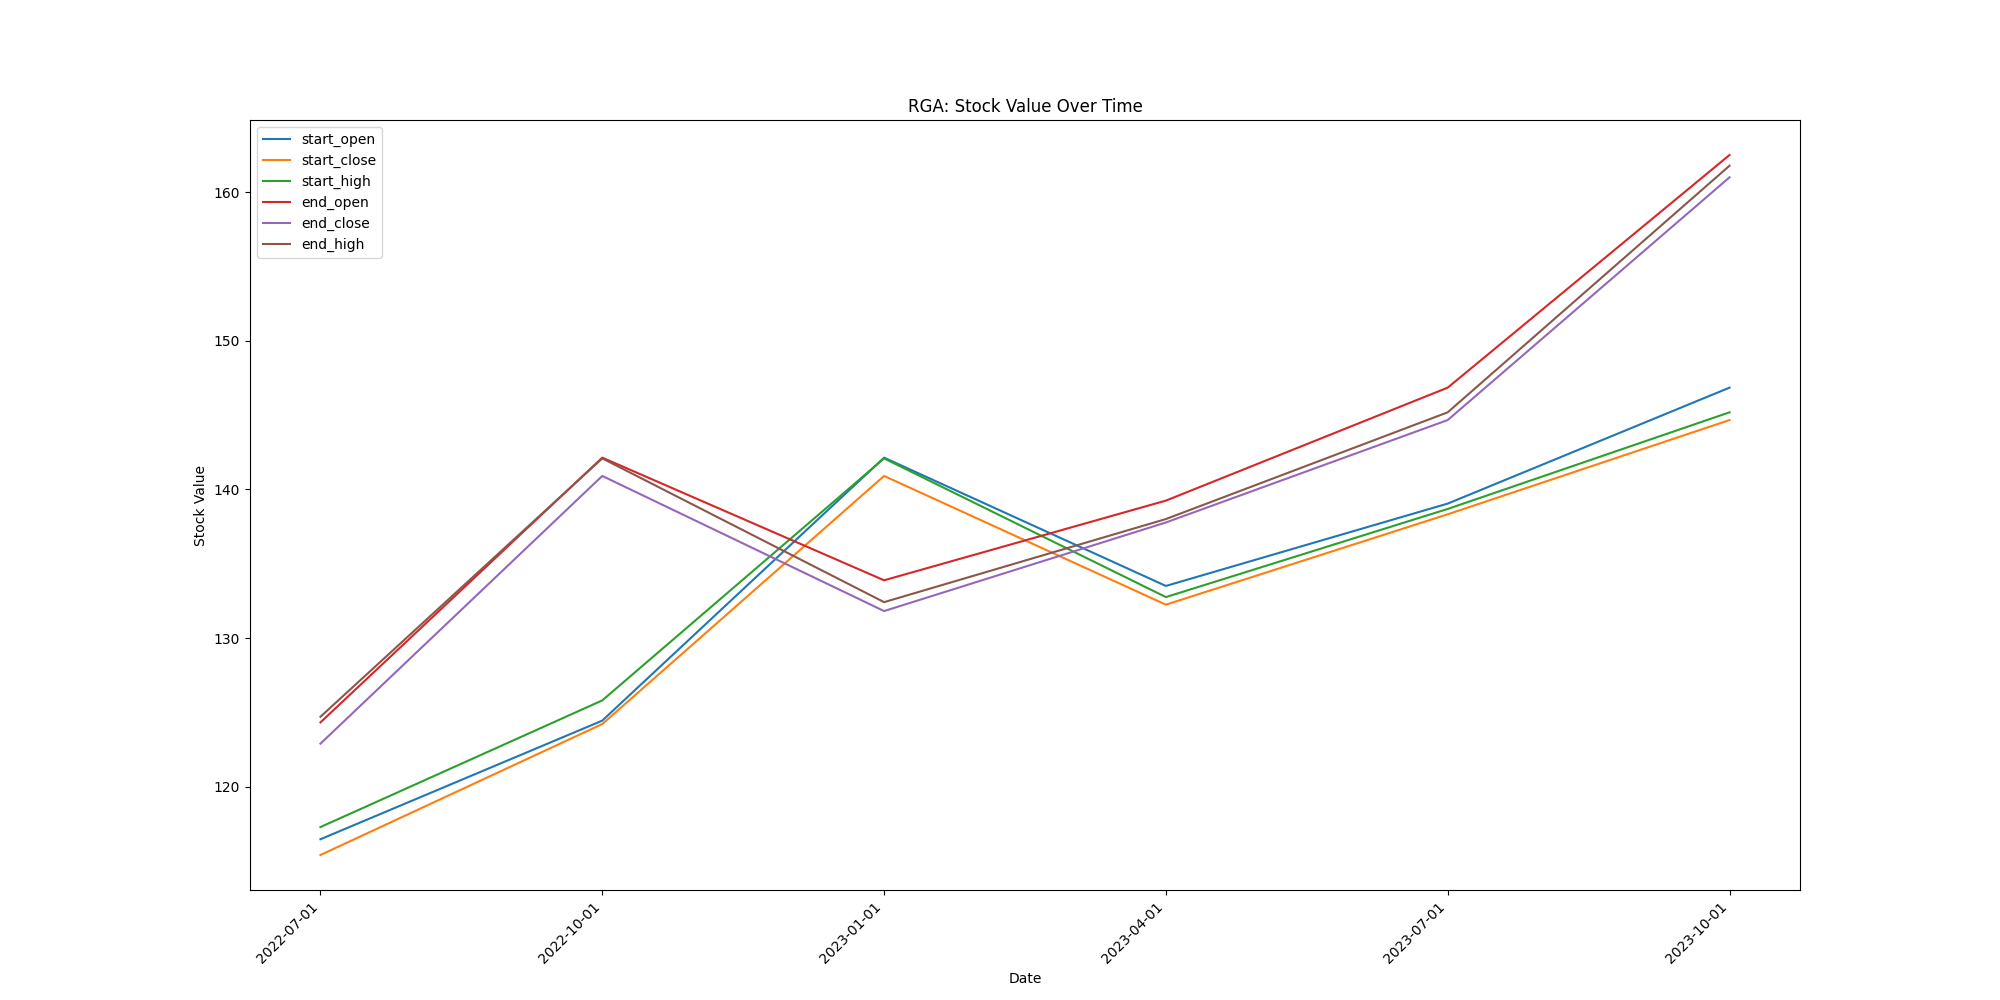 RGA: Stock Value Over Time
start_open
start_close
start_high
end_open
end_close
end_high
160
150
140
130
120
Stock Value
2022-07-01
2022-10-01
2023-01-01
2023-04-01
2023-07-01
2023-10-01
Date